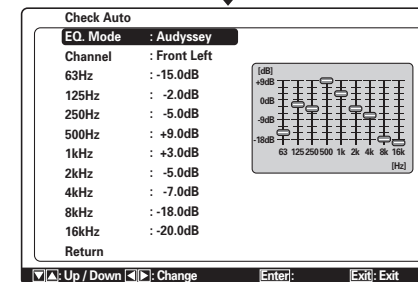 Check Auto
EQ. Mode : Audyssey
Channel : Front Left
63Hz : -15.0dB
125Hz : -2.0dB
250Hz : -5.0dB
500Hz : +9.0dB
1kHz : +3.0dB
2kHz : -5.0dB
4kHz : -7.0dB
8kHz : -18.0dB
16kHz : -20.0dB
Return
[dB]
+9dB
0dB
-9dB
-18dB
63 125 250 500 1k 2k 4k 8k 16k
[Hz]
▼▲: Up / Down ◀▶: Change Enter: Exit: Exit